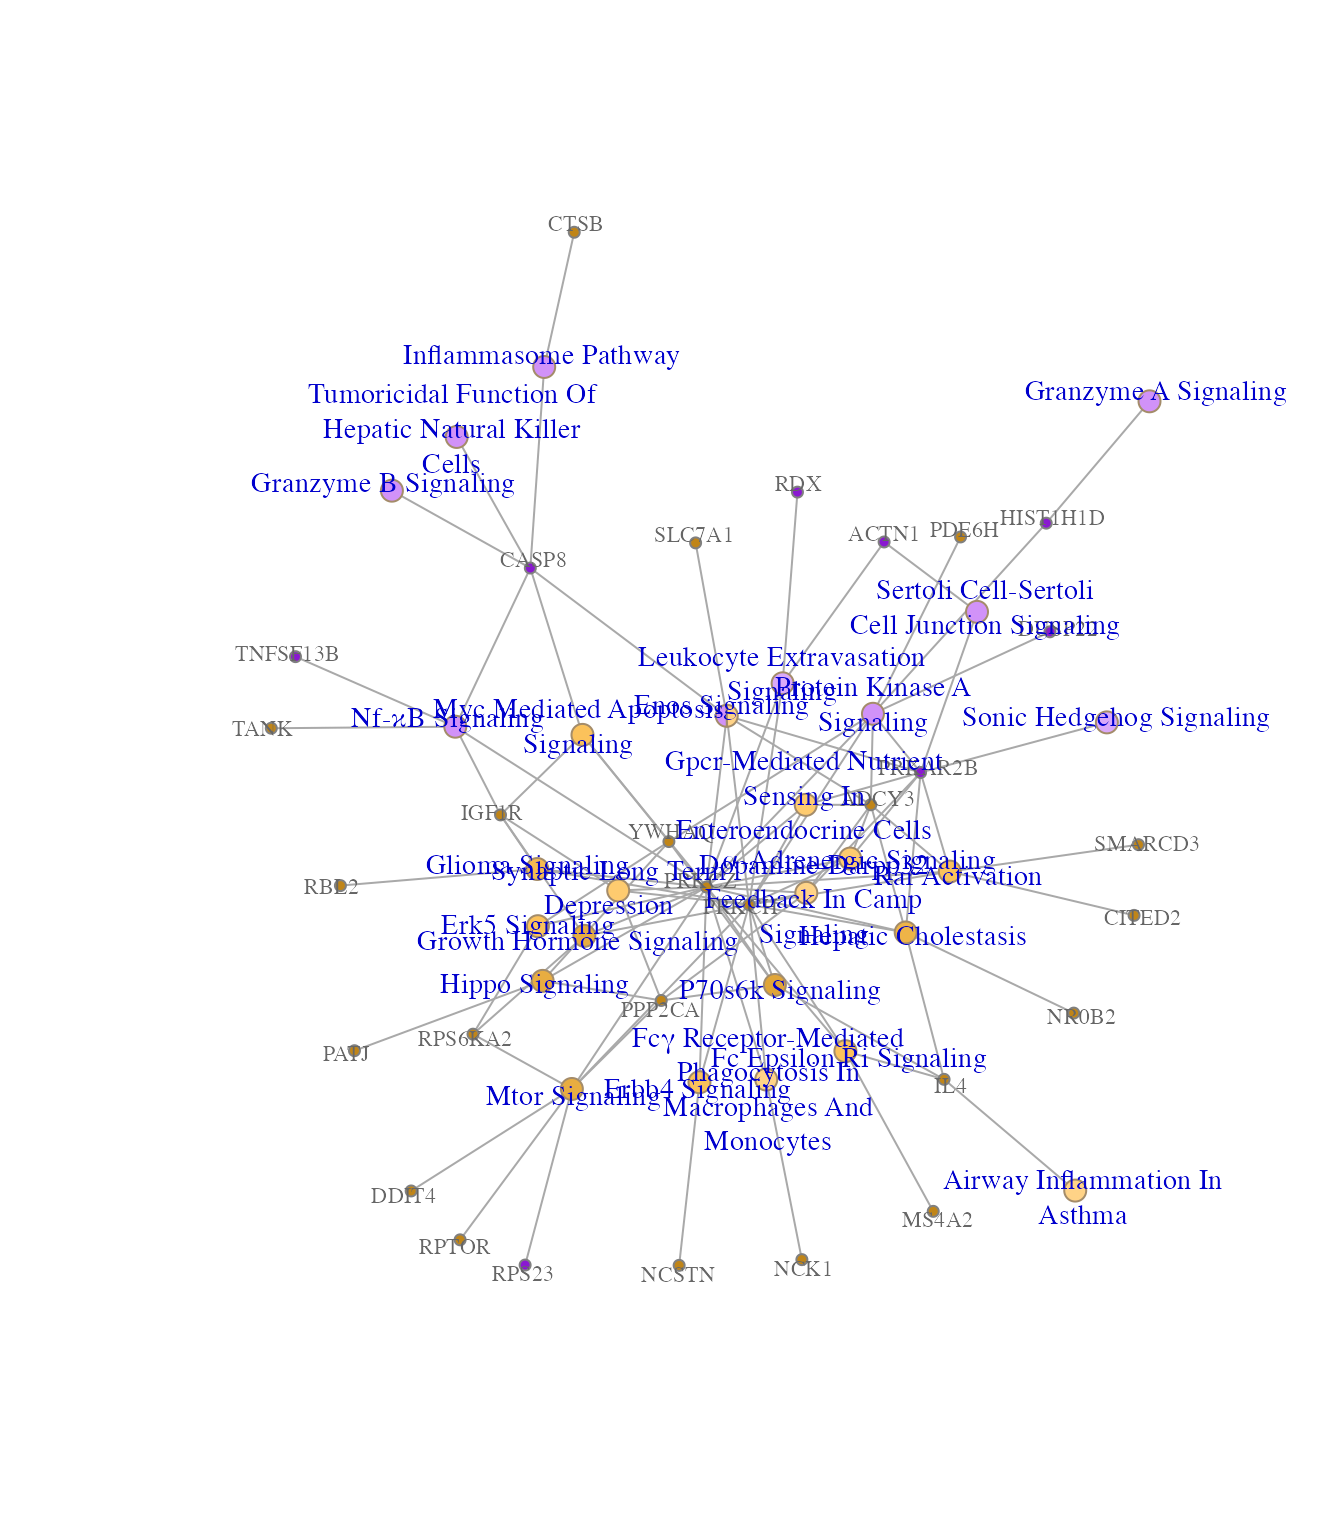 CTSB
Inflammasome Pathway
Tumoricidal Function Of
Hepatic Natural Killer
Cells
Granzyme A Signaling
Granzyme B Signaling
RDX
HIST1H1D
SLC7A1
ACTN1
PDE6H
CASP8
Sertoli Cell-Sertoli
Cell Junction Signaling
TNFSF13B
Leukocyte Extravasation
Signaling
Protein Kinase A
Signaling
Enos Signaling
Myc Mediated Apoptosis
Signaling
Nf-ϰB Signaling
TANK
Sonic Hedgehog Signaling
Gpcr-Mediated Nutrient
Sensing In
Enteroendocrine Cells
PRKAR2B
ADCY3
IGF1R
YWHAQ
SMARCD3
Glioma Signaling
Synaptic Long Term
Depression
α-Adrenergic Signaling
Dopamine-Darpp32
Feedback In Camp
Signaling
Rar Activation
RBL2
PRKCZ
PRKCH
CITED2
Erk5 Signaling
Growth Hormone Signaling
Hepatic Cholestasis
Hippo Signaling
P70s6k Signaling
PPP2CA
NR0B2
RPS6KA2
PATJ
Fcγ Receptor-Mediated
Phagocytosis In
Macrophages And
Monocytes
Fc Epsilon Ri Signaling
IL4
Mtor Signaling
Erbb4 Signaling
DDIT4
Airway Inflammation In
Asthma
MS4A2
RPTOR
RPS23
NCSTN
NCK1